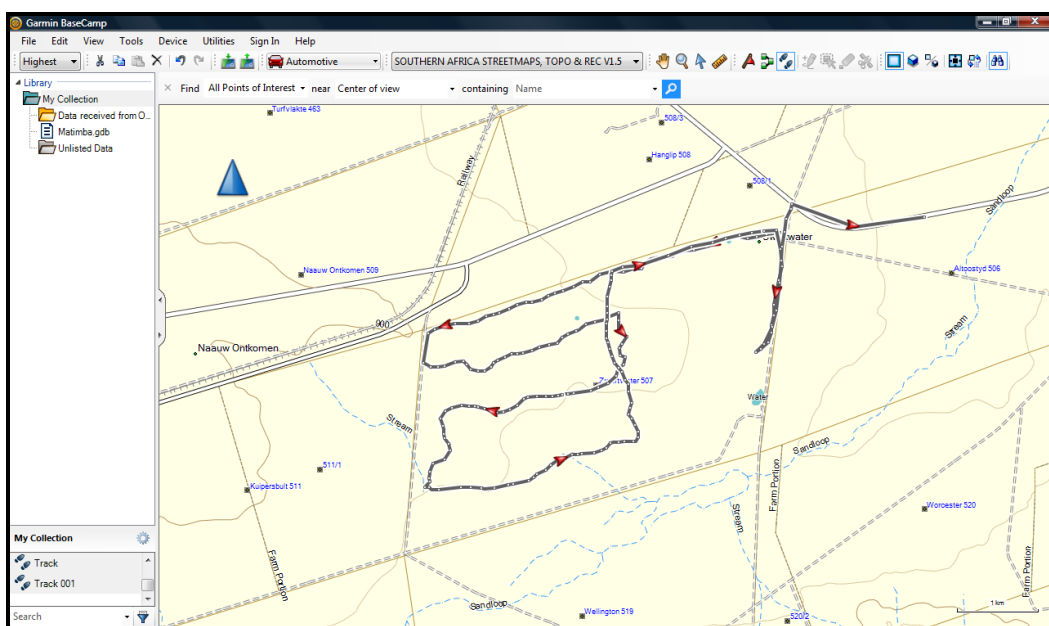 Garmin BaseCamp
File Edit View Tools Device Utilities Sign In Help
Highest Automotive SOUTHERN AFRICA STREETMAPS, TOPO & REC V1.5
Library
My Collection
Data received from O...
Matimba.gdb
Unlisted Data
Find All Points of Interest near Center of view containing Name
Turfvlakte 463
508/3
Hanglip 508
Railway
508/1
Sandloop
water
Naauw Ontkomen 509
Altoostyd 506
900
Stream
Naauw Ontkomen
507
Water
Stream
Sandloop
511/1
Kuipersbult 511
Farm Portion
Worcester 520
Stream
Farm Portion
Farm Portion
Sandloop
Wellington 519
520/2
1 km
My Collection
Track
Track 001
Search